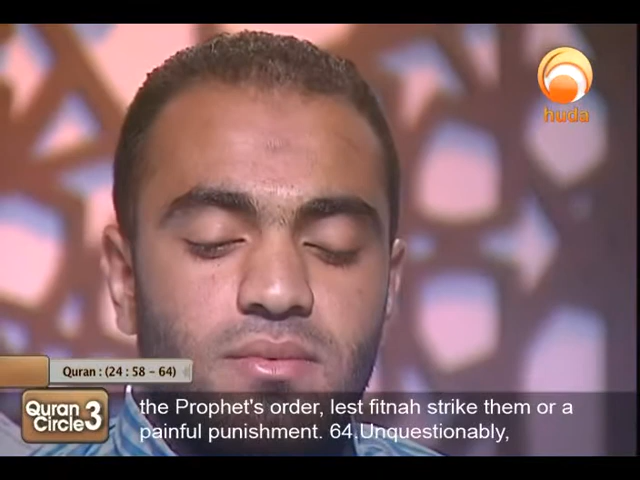 huda
Quran : (24 : 58 - 64)
Quran
Circle 3
the Prophet's order, lest fitnah strike them or a
painful punishment. 64.Unquestionably,